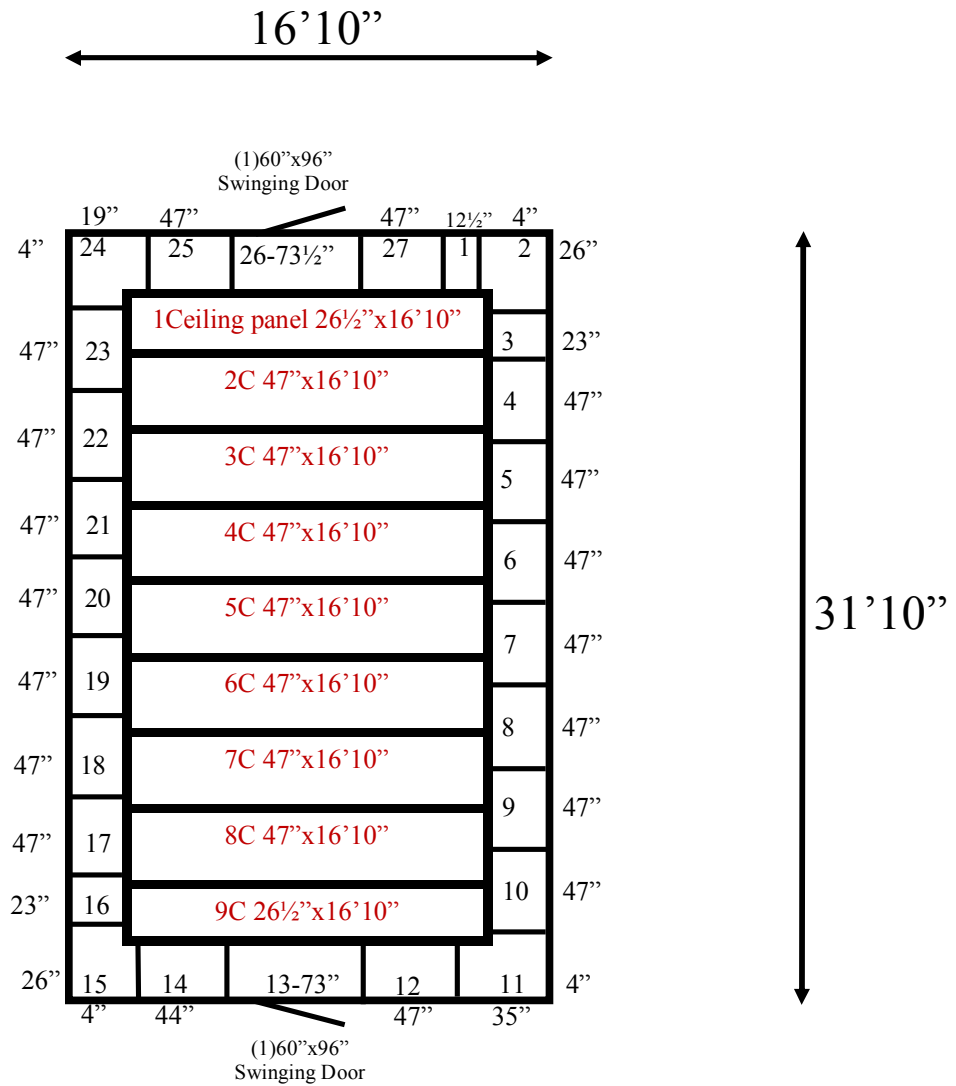 16’10”
(1)60”x96”
Swinging Door
19” 47” 47” 12½” 4”
4” 24 25 26-73½” 27 1 2 26”
1Ceiling panel 26½”x16’10”
3 23”
47” 23
2C 47”x16’10”
4 47”
47” 22
3C 47”x16’10”
5 47”
47” 21
4C 47”x16’10”
6 47”
47” 20
5C 47”x16’10”
31’10”
7 47”
47” 19
6C 47”x16’10”
8 47”
47” 18
7C 47”x16’10”
9 47”
47” 17
8C 47”x16’10”
10 47”
23” 16
9C 26½”x16’10”
26” 15 14 13-73” 12 11 4”
4” 44” 47” 35”
(1)60”x96”
Swinging Door